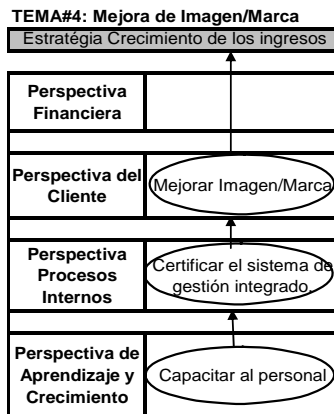 TEMA#4: Mejora de Imagen/Marca
Estratégia Crecimiento de los ingresos
Perspectiva
Financiera
Perspectiva del
Cliente
Mejorar Imagen/Marca
Perspectiva
Procesos
Internos
Certificar el sistema de
gestión integrado.
Perspectiva de
Aprendizaje y
Crecimiento
Capacitar al personal